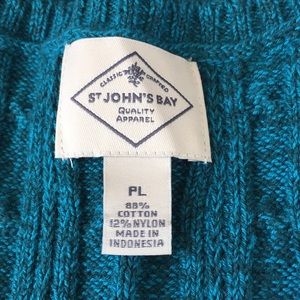 CLASSIC CRAFTED
ST JOHN'S BAY
QUALITY
APPAREL
PL
88%
COTTON
12% NYLON
MADE IN
INDONESIA